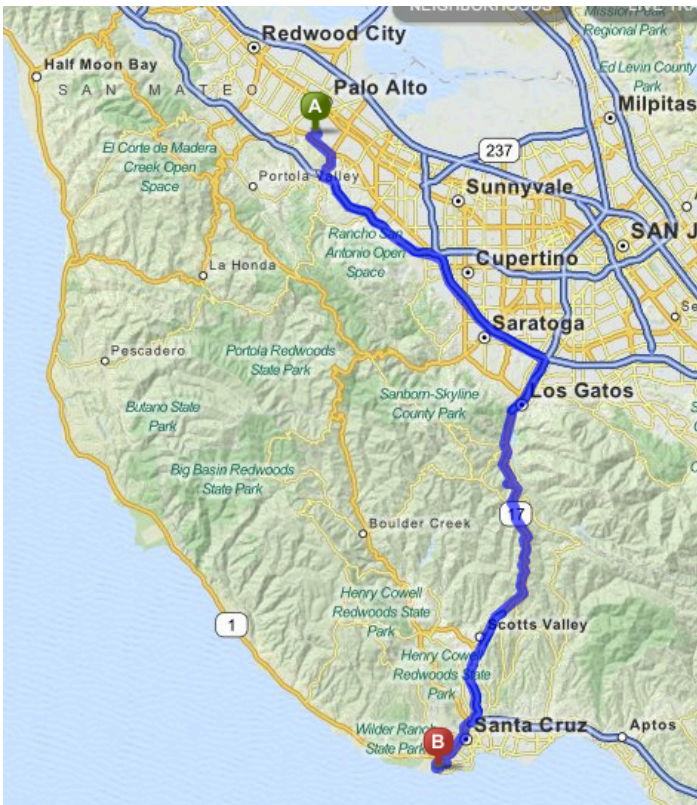 NEIGHBORHOODS
Mission Peak
Regional Park
Redwood City
Half Moon Bay
SAN MATEO
Ed Levin County
Park
Palo Alto
A
Milpitas
El Corte de Madera
Creek Open
Space
237
Portola Valley
Sunnyvale
Rancho San
Antonio Open
Space
SAN J
La Honda
Cupertino
Se
Saratoga
Pescadero
Portola Redwoods
State Park
Sanborn-Skyline
County Park
Los Gatos
Butano State
Park
Big Basin Redwoods
State Park
17
Boulder Creek
Henry Cowell
Redwoods State
Park
1
Scotts Valley
Henry Cowell
Redwoods State
Park
Wilder Ranch
State Park
B
Santa Cruz
Aptos